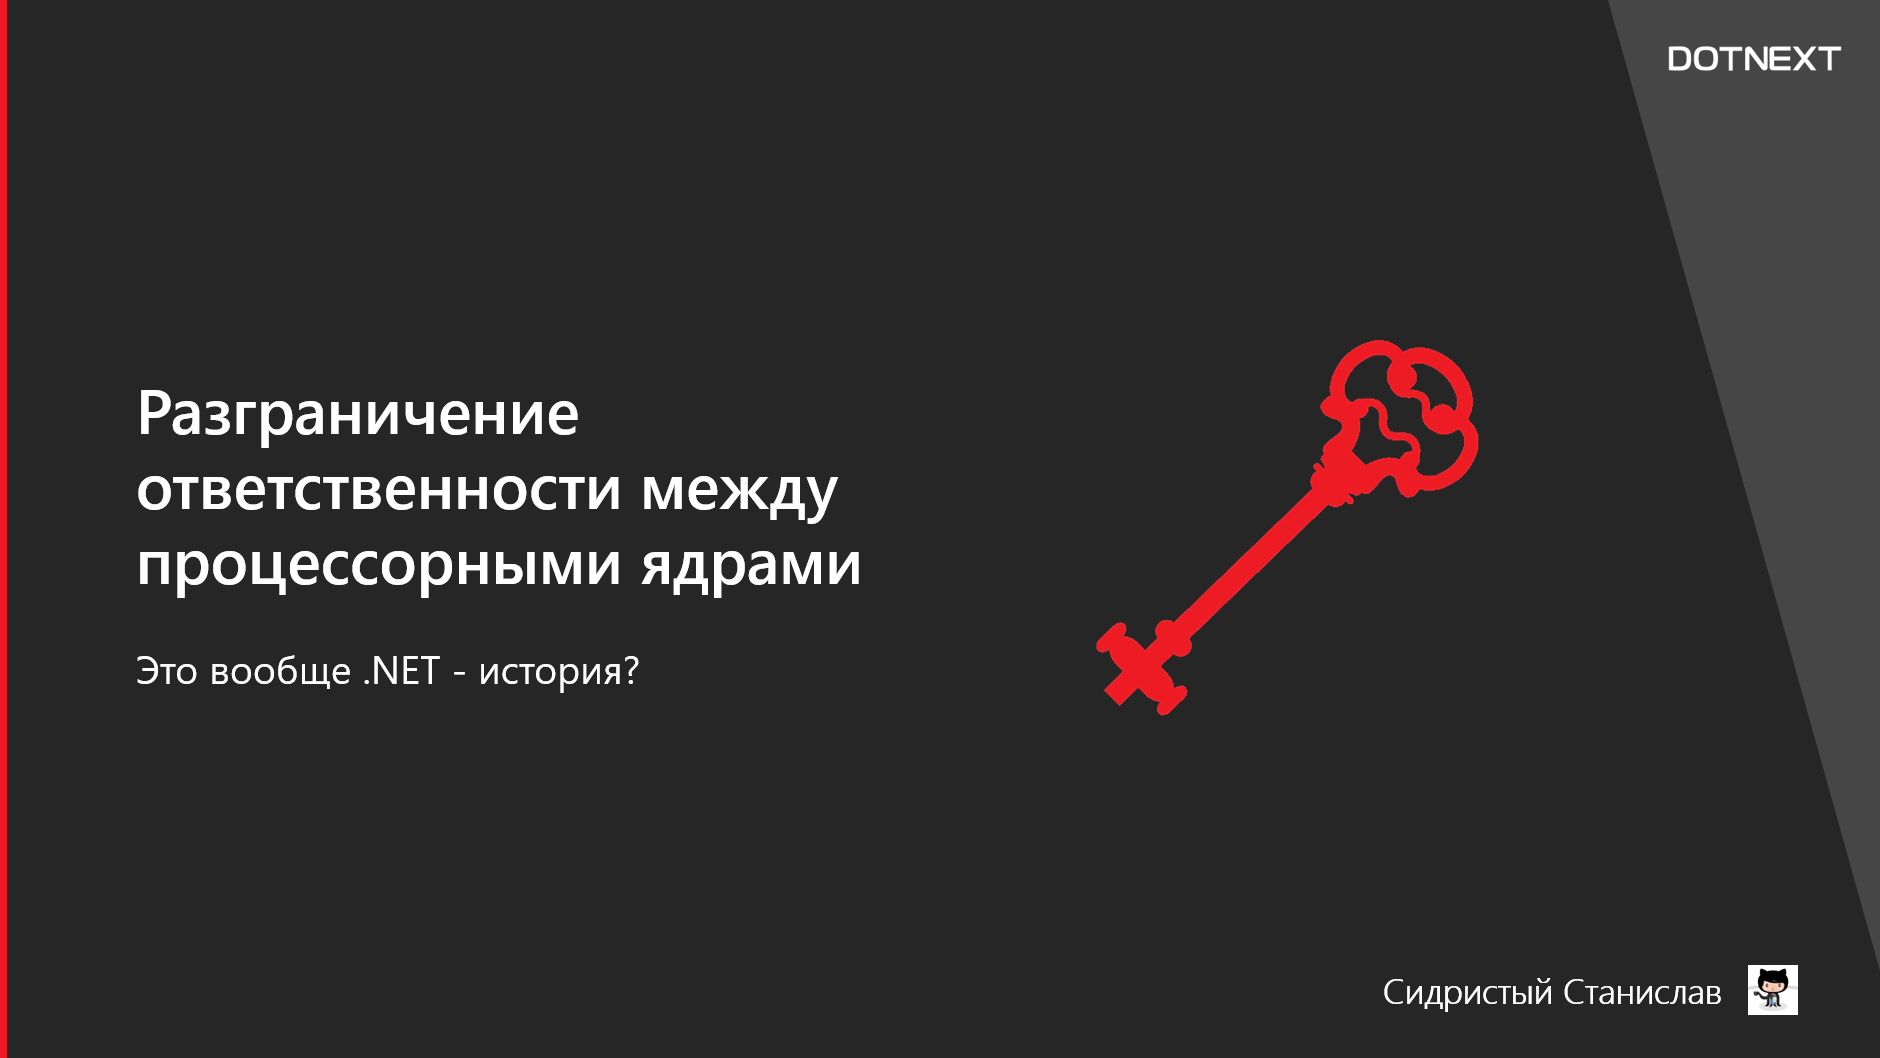 DOTNEXT
Разграничение
ответственности между
процессорными ядрами
Это вообще .NET - история?
Сидристый Станислав